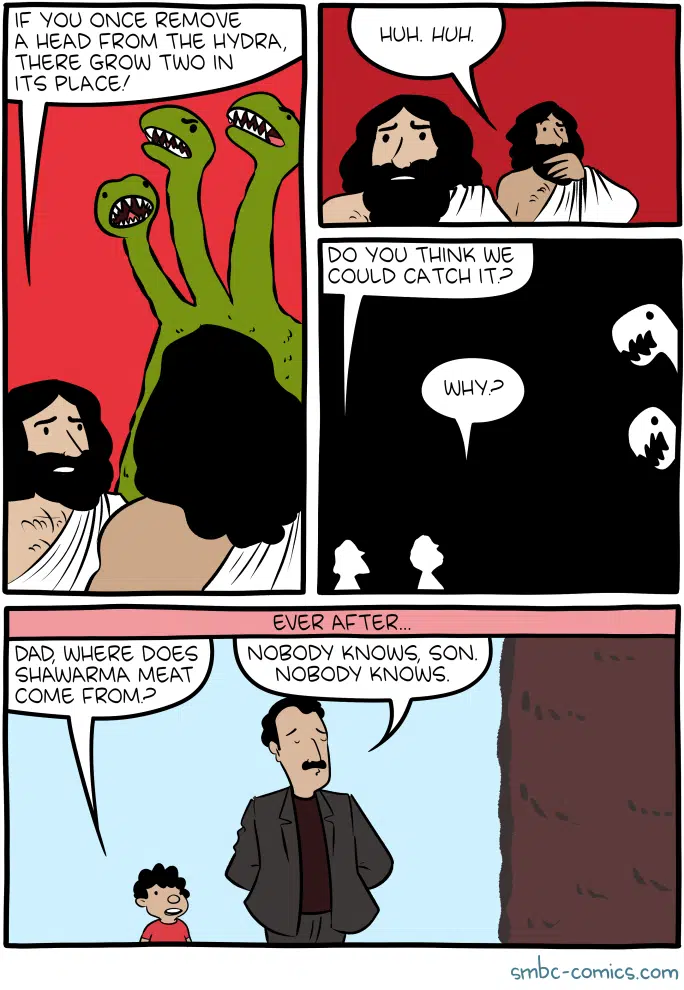 IF YOU ONCE REMOVE
A HEAD FROM THE HYDRA,
THERE GROW TWO IN
ITS PLACE!
HUH. HUH.
DO YOU THINK WE
COULD CATCH IT?
WHY?
EVER AFTER...
DAD, WHERE DOES
SHAWARMA MEAT
COME FROM?
NOBODY KNOWS, SON.
NOBODY KNOWS.
smbc-comics.com